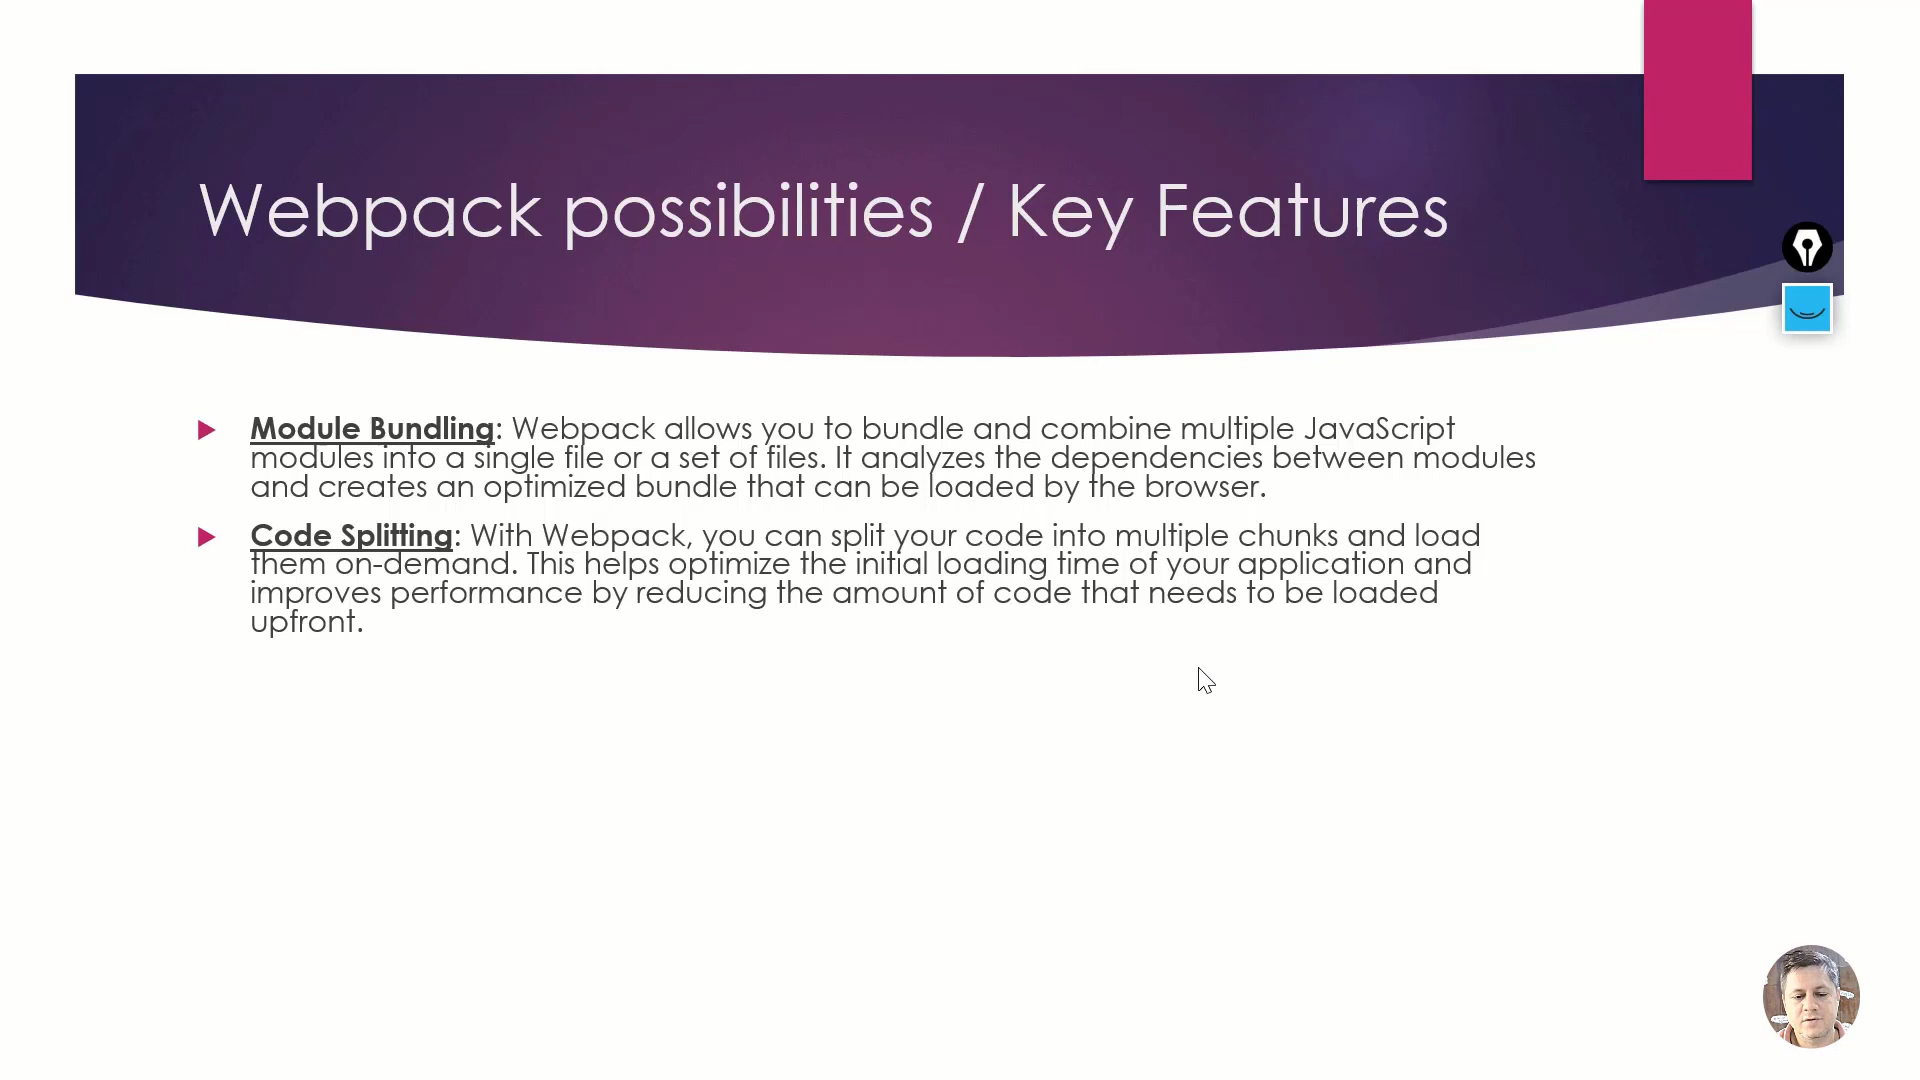 Webpack possibilities / Key Features
Module Bundling: Webpack allows you to bundle and combine multiple JavaScript
modules into a single file or a set of files. It analyzes the dependencies between modules
and creates an optimized bundle that can be loaded by the browser.
Code Splitting: With Webpack, you can split your code into multiple chunks and load
them on-demand. This helps optimize the initial loading time of your application and
improves performance by reducing the amount of code that needs to be loaded
upfront.